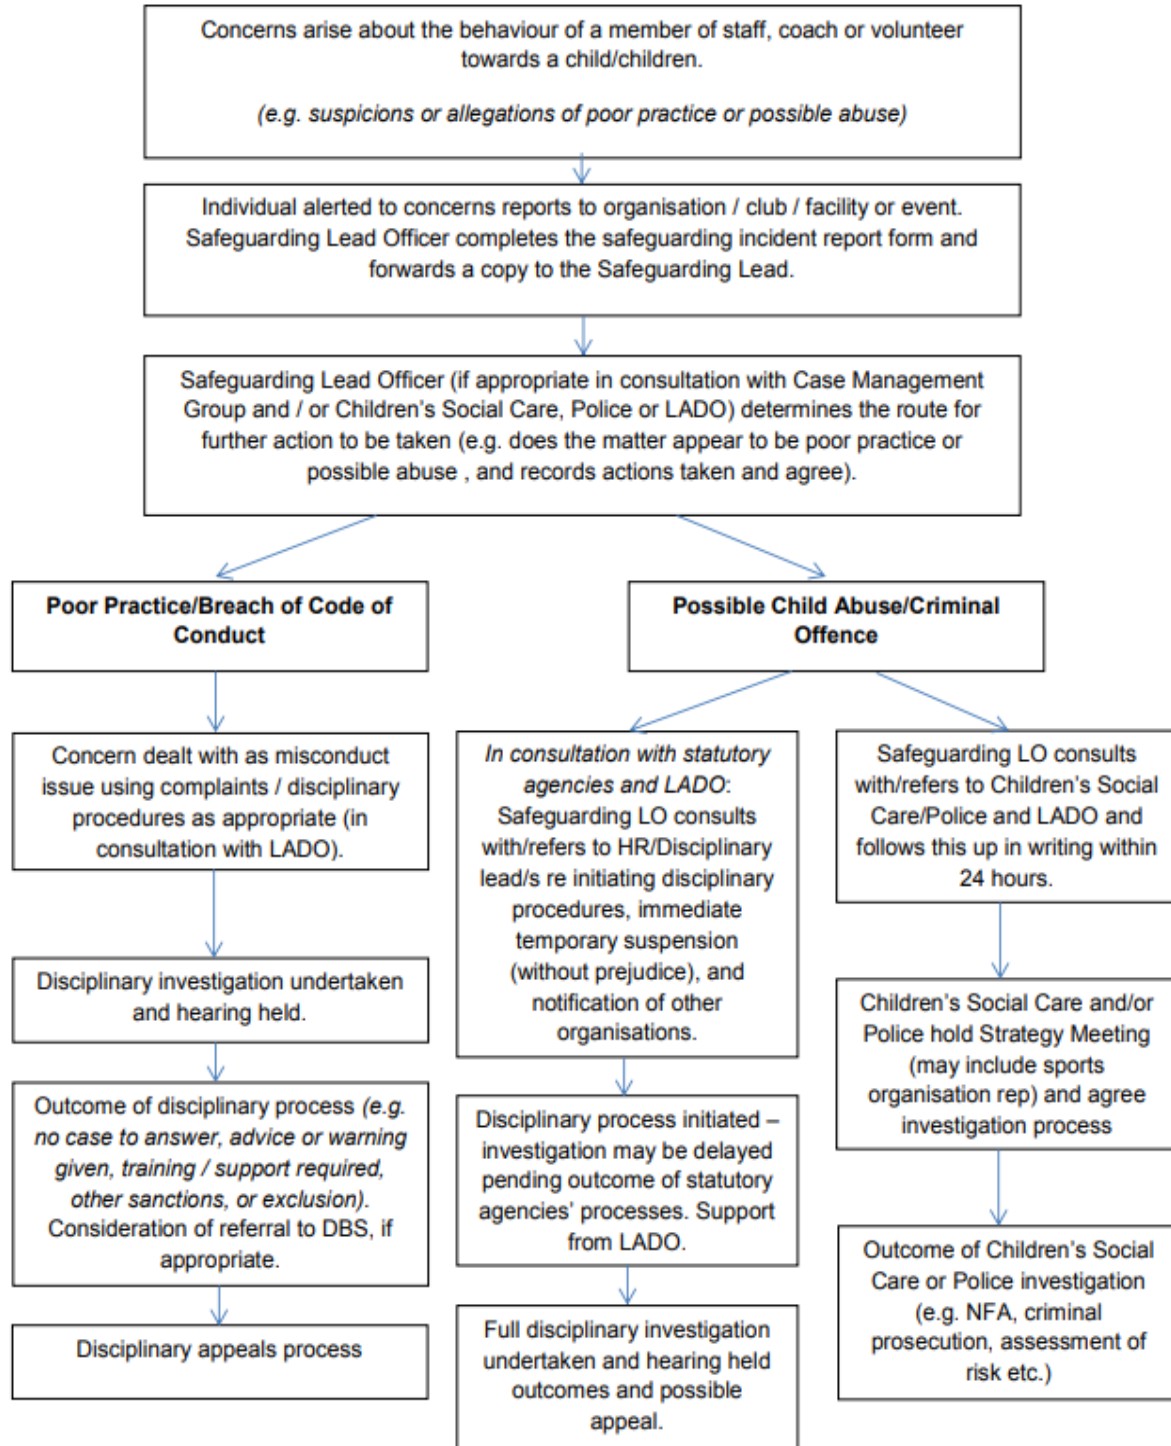 Concerns arise about the behaviour of a member of staff, coach or volunteer
towards a child/children.
(e.g. suspicions or allegations of poor practice or possible abuse)
Individual alerted to concerns reports to organisation / club / facility or event.
Safeguarding Lead Officer completes the safeguarding incident report form and
forwards a copy to the Safeguarding Lead.
Safeguarding Lead Officer (if appropriate in consultation with Case Management
Group and / or Children's Social Care, Police or LADO) determines the route for
further action to be taken (e.g. does the matter appear to be poor practice or
possible abuse , and records actions taken and agree).
Poor Practice/Breach of Code of
Conduct
Concern dealt with as misconduct
issue using complaints / disciplinary
procedures as appropriate (in
consultation with LADO).
Disciplinary investigation undertaken
and hearing held.
Outcome of disciplinary process (e.g.
no case to answer, advice or warning
given, training / support required,
other sanctions, or exclusion).
Consideration of referral to DBS, if
appropriate.
Disciplinary appeals process
Possible Child Abuse/Criminal
Offence
In consultation with statutory
agencies and LADO:
Safeguarding LO consults
with/refers to HR/Disciplinary
lead/s re initiating disciplinary
procedures, immediate
temporary suspension
(without prejudice), and
notification of other
organisations.
Disciplinary process initiated –
investigation may be delayed
pending outcome of statutory
agencies' processes. Support
from LADO.
Full disciplinary investigation
undertaken and hearing held
outcomes and possible
appeal.
Safeguarding LO consults
with/refers to Children's Social
Care/Police and LADO and
follows this up in writing within
24 hours.
Children's Social Care and/or
Police hold Strategy Meeting
(may include sports
organisation rep) and agree
investigation process
Outcome of Children's Social
Care or Police investigation
(e.g. NFA, criminal
prosecution, assessment of
risk etc.)